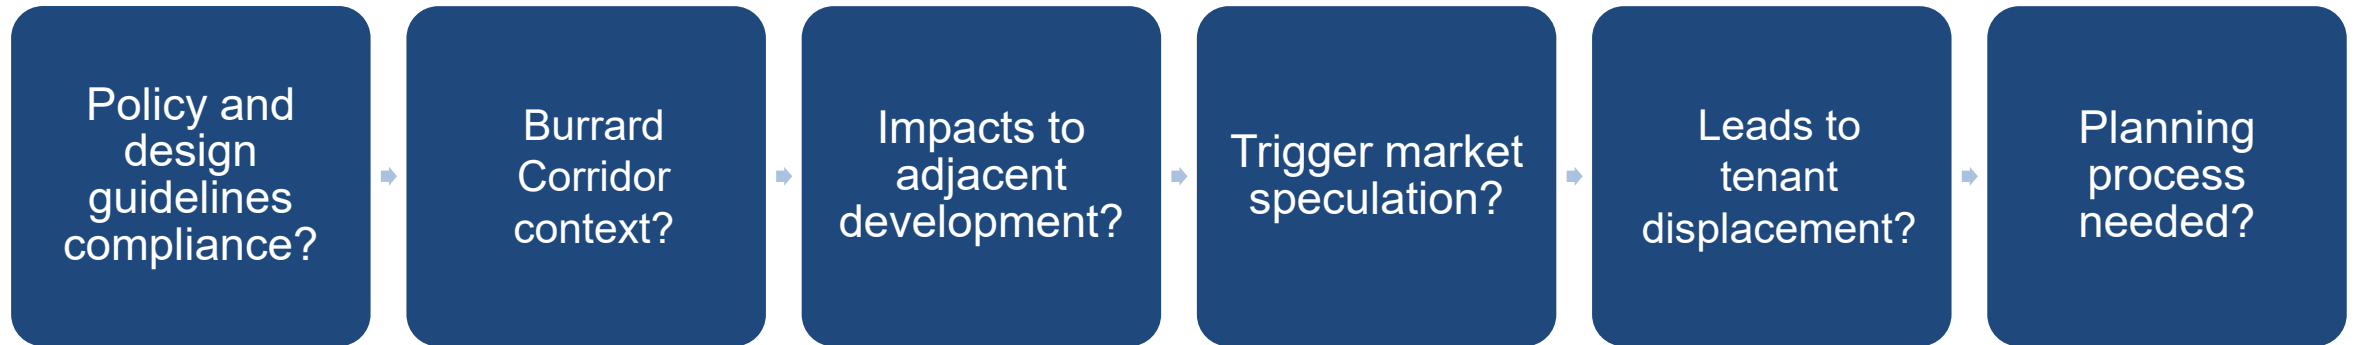 Policy and
design
guidelines
compliance?
Burrard
Corridor
context?
Impacts to
adjacent
development?
Trigger market
speculation?
Leads to
tenant
displacement?
Planning
process
needed?